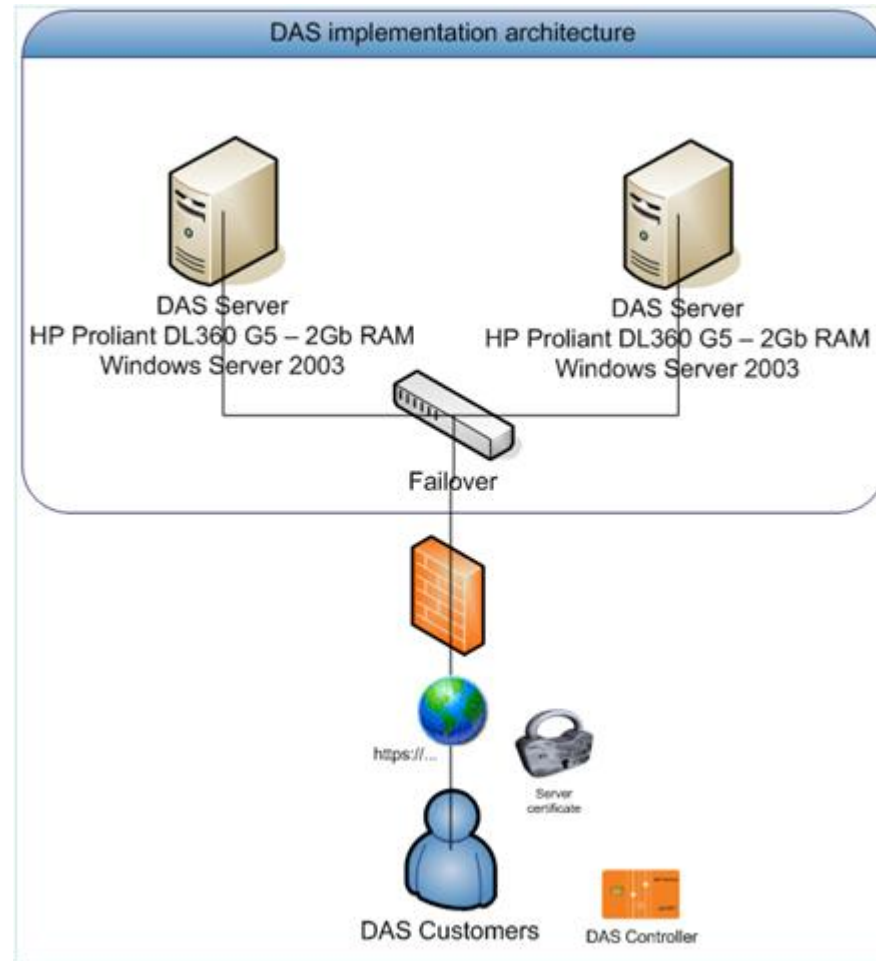 DAS implementation architecture
DAS Server
HP Proliant DL360 G5 – 2Gb RAM
Windows Server 2003
DAS Server
HP Proliant DL360 G5 – 2Gb RAM
Windows Server 2003
Failover
https://...
Server
certificate
DAS Customers
DAS Controller